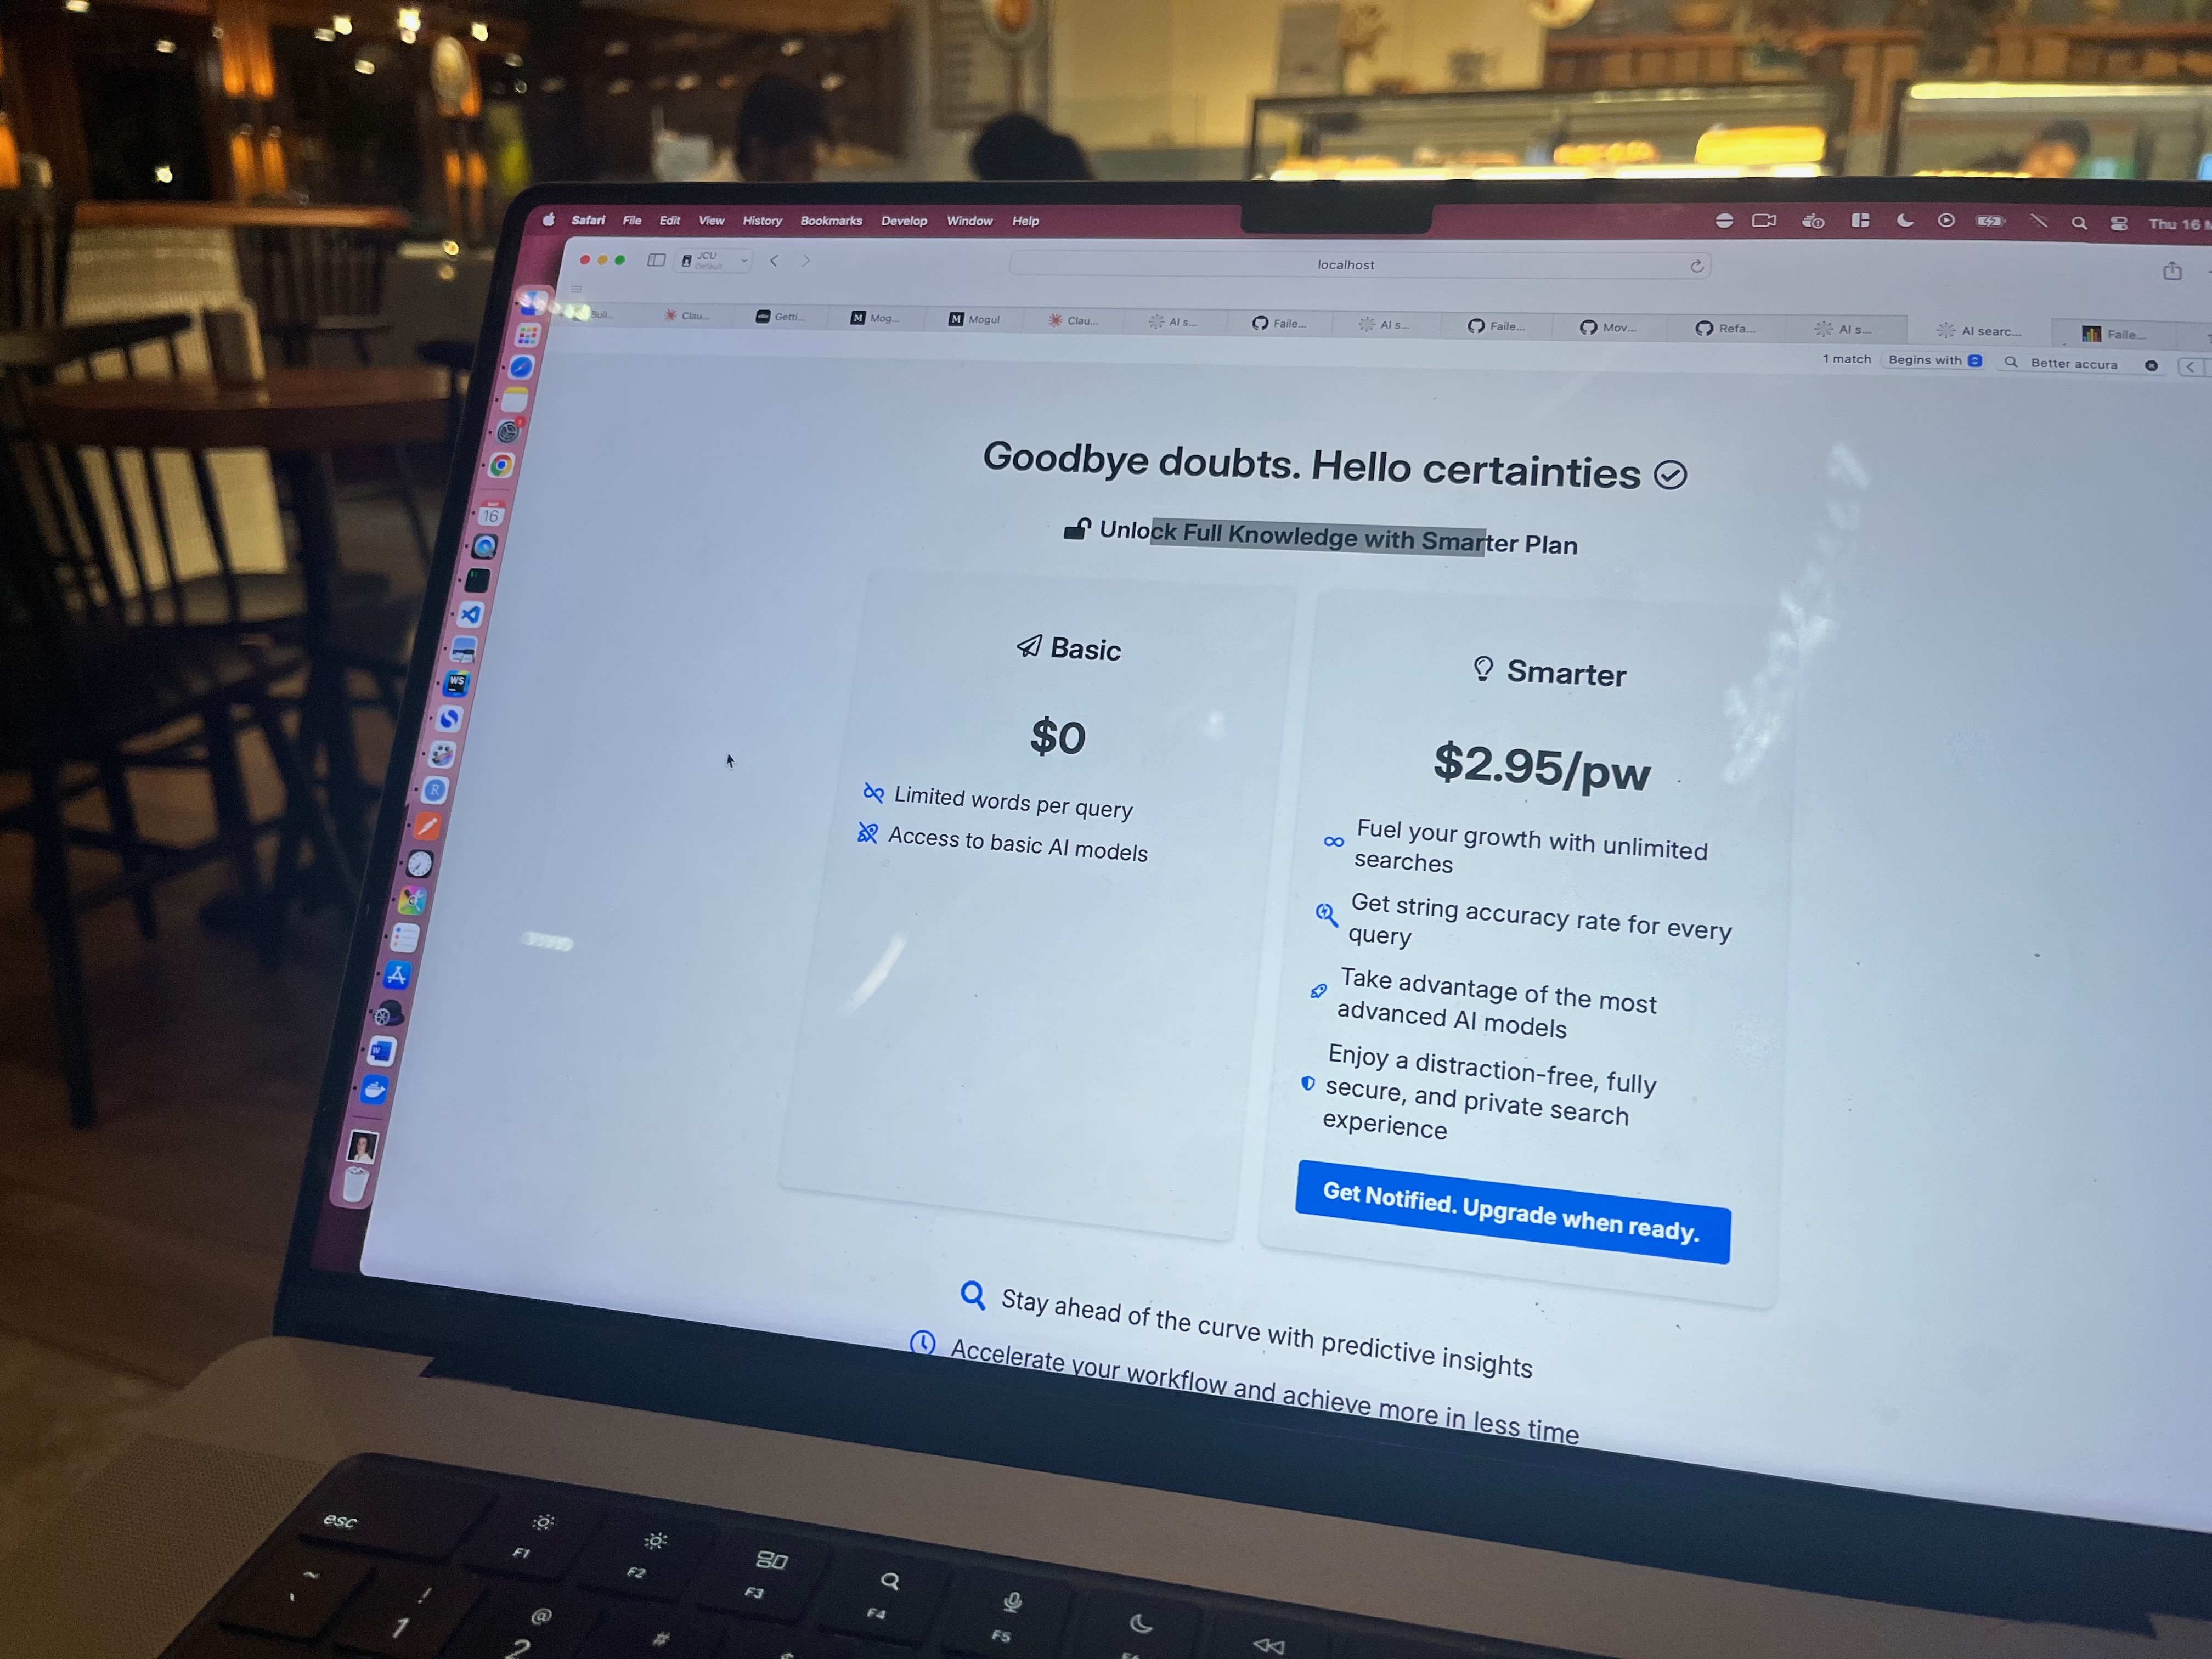 Safari File Edit View History Bookmarks Develop Window Help
Thu 16
JCU
Default
localhost
Clau... Getti... Mog... Mogul Clau... AI s... Faile... AI s... Faile... Mov... Refa... AI s... AI searc... Faile...
1 match Begins with Better accura
Goodbye doubts. Hello certainties
Unlock Full Knowledge with Smarter Plan
Basic
$0
Limited words per query
Access to basic AI models
Smarter
$2.95/pw
Fuel your growth with unlimited
searches
Get string accuracy rate for every
query
Take advantage of the most
advanced AI models
Enjoy a distraction-free, fully
secure, and private search
experience
Get Notified. Upgrade when ready.
Stay ahead of the curve with predictive insights
Accelerate your workflow and achieve more in less time
16
WS
R
W
esc
F1 F2 F3 F4 F5
~ ! @ #
` 1 2